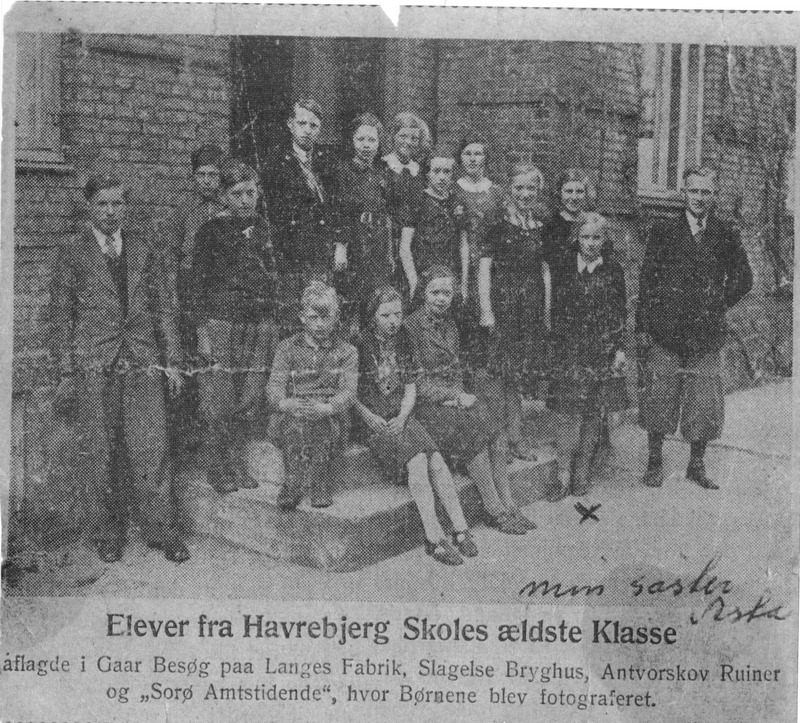 min søster
Asta
Elever fra Havrebjerg Skoles ældste Klasse
aflagde i Gaar Besøg paa Langes Fabrik, Slagelse Bryghus, Antvorskov Ruiner
og „Sorø Amtstidende“, hvor Børnene blev fotograferet.